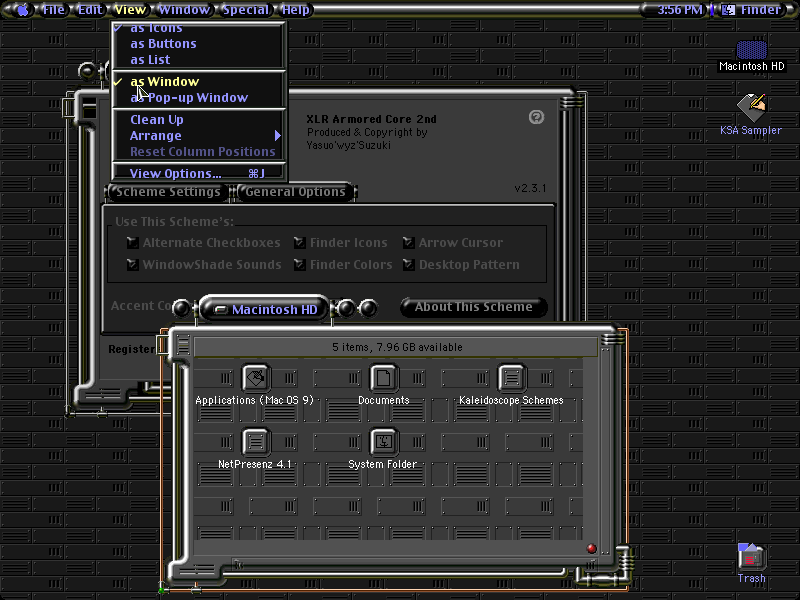 File Edit View Window Special Help 3:56 PM Finder
as Icons
as Buttons
as List
as Window
as Pop-up Window
Clean Up
Arrange
Reset Column Positions
View Options... ⌘J
Macintosh HD
KSA Sampler
XLR Armored Core 2nd
Produced & Copyright by
Yasuo'wyz'Suzuki
v2.3.1
Scheme Settings General Options
Use This Scheme's:
Alternate Checkboxes Finder Icons Arrow Cursor
WindowShade Sounds Finder Colors Desktop Pattern
Accent About This Scheme
Macintosh HD
Register
5 items, 7.96 GB available
Applications (Mac OS 9) Documents Kaleidoscope Schemes
NetPresenz 4.1 System Folder
Trash